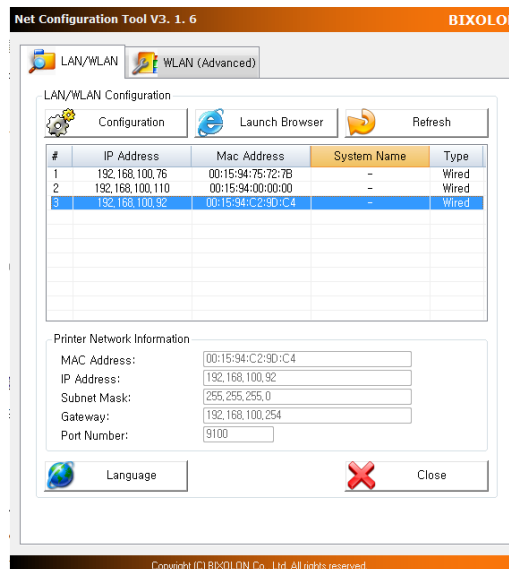 Net Configuration Tool V3. 1. 6 BIXOLO
LAN/WLAN WLAN (Advanced)
LAN/WLAN Configuration
Configuration Launch Browser Refresh
# IP Address Mac Address System Name Type
1 192,168,100,76 00:15:94:75:72:7B - Wired
2 192,168,100,110 00:15:94:00:00:00 - Wired
3 192,168,100,92 00:15:94:C2:9D:C4 - Wired
Printer Network Information
MAC Address: 00:15:94:C2:9D:C4
IP Address: 192,168,100,92
Subnet Mask: 255,255,255,0
Gateway: 192,168,100,254
Port Number: 9100
Language Close
Copyright (C) BIXOLON Co., Ltd. All rights reserved.